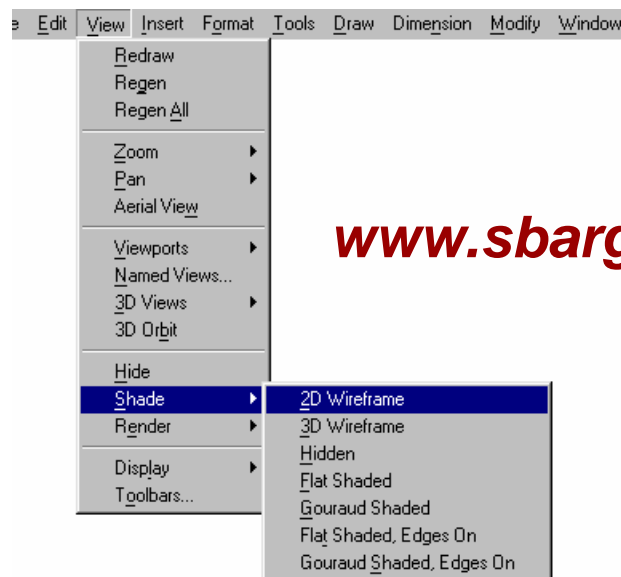 Edit View Insert Format Tools Draw Dimension Modify Window
Redraw
Regen
Regen All
Zoom
Pan
Aerial View
Viewports
Named Views...
3D Views
3D Orbit
Hide
Shade
Render
Display
Toolbars...
www.sbarg
2D Wireframe
3D Wireframe
Hidden
Flat Shaded
Gouraud Shaded
Flat Shaded, Edges On
Gouraud Shaded, Edges On